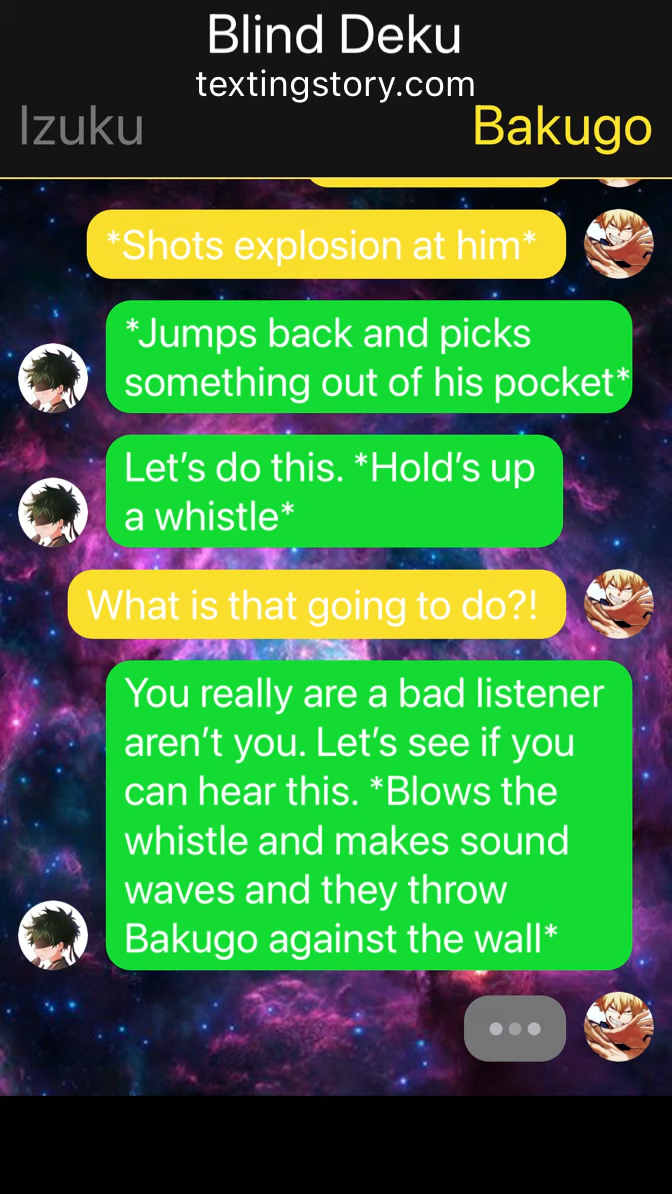 Blind Deku
textingstory.com
Izuku
Bakugo
*Shots explosion at him*
*Jumps back and picks
something out of his pocket*
Let’s do this. *Hold’s up
a whistle*
What is that going to do?!
You really are a bad listener
aren’t you. Let’s see if you
can hear this. *Blows the
whistle and makes sound
waves and they throw
Bakugo against the wall*